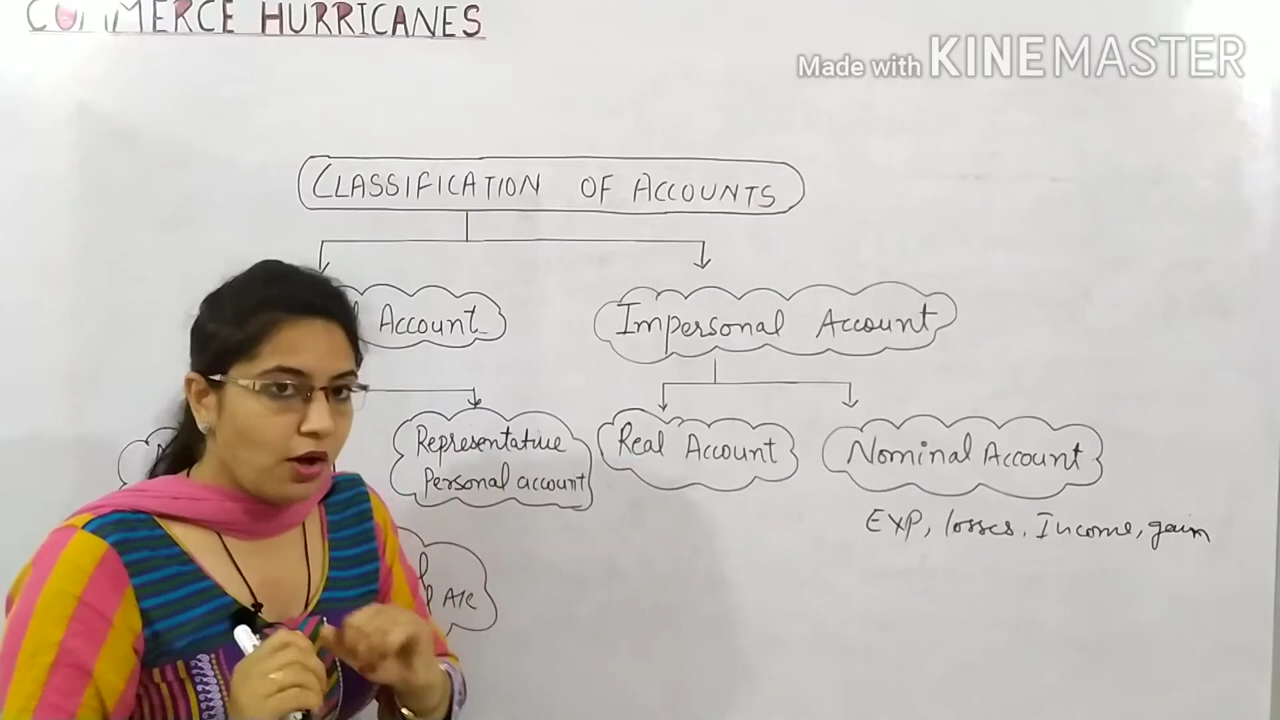 COMMERCE HURRICANES
Made with KINEMASTER
CLASSIFICATION OF ACCOUNTS
Account
Impersonal Account
Representative
Personal account
Real Account
Nominal Account
EXP, losses, Income, gain
A/c